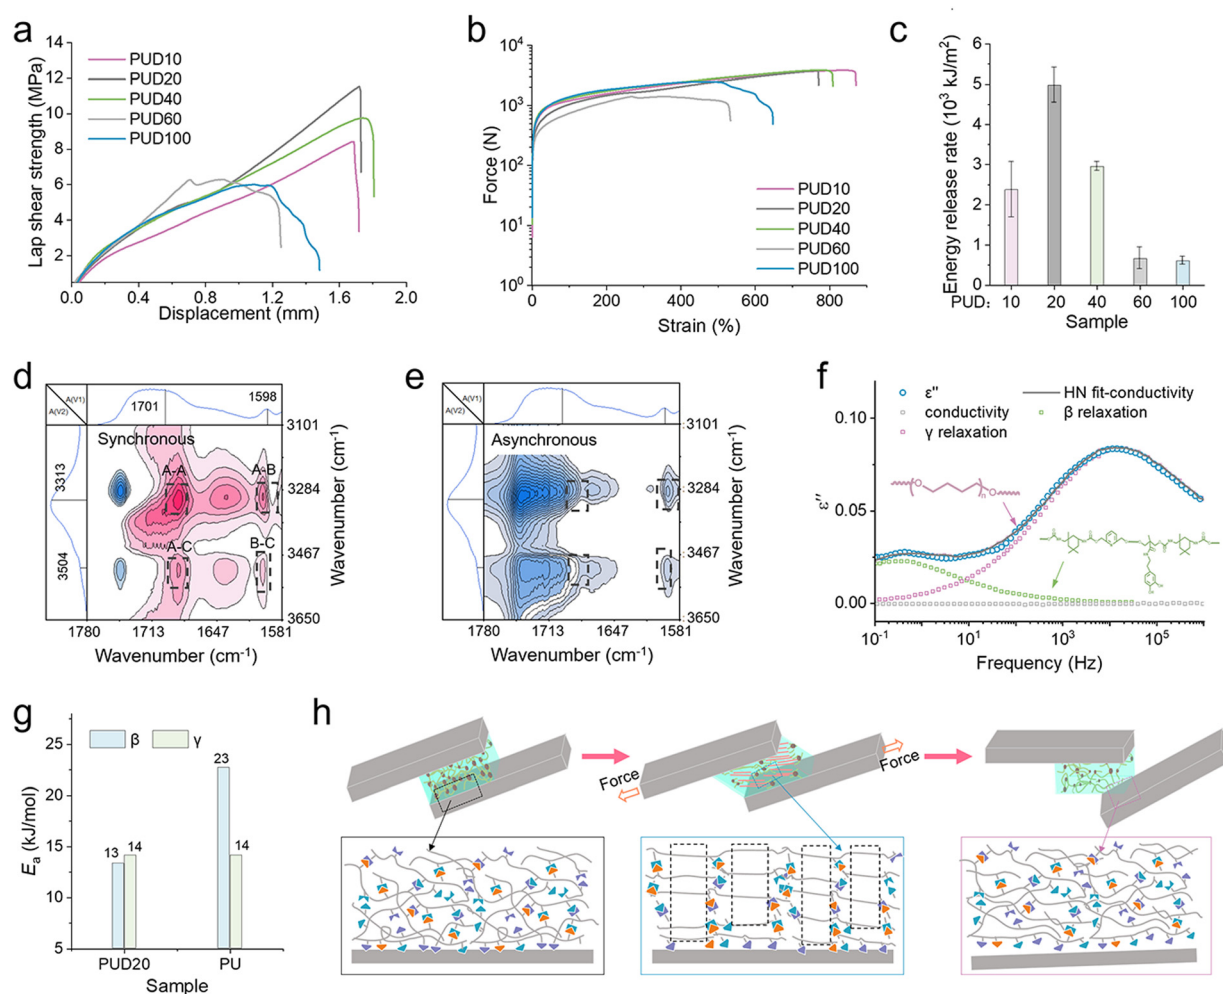 a
Lap shear strength (MPa)
14
12
10
8
6
4
2
PUD10
PUD20
PUD40
PUD60
PUD100
0.0
0.4
0.8
1.2
1.6
2.0
Displacement (mm)
b
Force (N)
10⁴
10³
10²
10¹
10⁰
PUD10
PUD20
PUD40
PUD60
PUD100
0
200
400
600
800
Strain (%)
c
Energy release rate (10³ kJ/m²)
6
5
4
3
2
1
0
PUD: 10 20 40 60 100
Sample
d
A(V1)
A(V2)
1701
1598
3313
3504
Synchronous
A-A
A-B
A-C
B-C
3101
3284
3467
3650
Wavenumber (cm⁻¹)
1780 1713 1647 1581
Wavenumber (cm⁻¹)
e
A(V1)
A(V2)
Asynchronous
3101
3284
3467
3650
Wavenumber (cm⁻¹)
1780 1713 1647 1581
Wavenumber (cm⁻¹)
f
ε''
HN fit-conductivity
conductivity
β relaxation
γ relaxation
0.10
0.05
0.00
ε''
10⁻¹ 10¹ 10³ 10⁵
Frequency (Hz)
g
Eₐ (kJ/mol)
25
20
15
10
5
β
γ
13
14
23
14
PUD20
PU
Sample
h
Force
Force